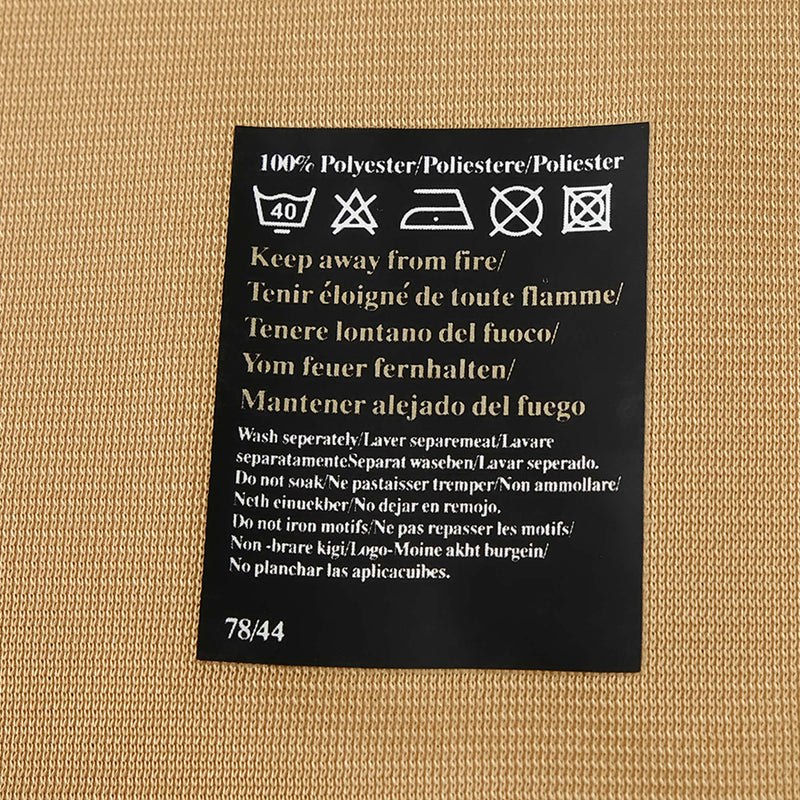 100% Polyester/Poliestere/Poliester
40
Keep away from fire/
Tenir éloigné de toute flamme/
Tenere lontano del fuoco/
Yom feuer fernhalten/
Mantener alejado del fuego
Wash seperately/Laver separemeat/Lavare
separatamenteSeparat waseben/Lavar seperado.
Do not soak/Ne pastaisser tremper/Non ammollare/
Neth einuekber/No dejar en remojo.
Do not iron motifs/Ne pas repasser les motifs/
Non -brare kigi/Logo-Moine akht burgein/
No planchar las aplicacuibes.
78/44